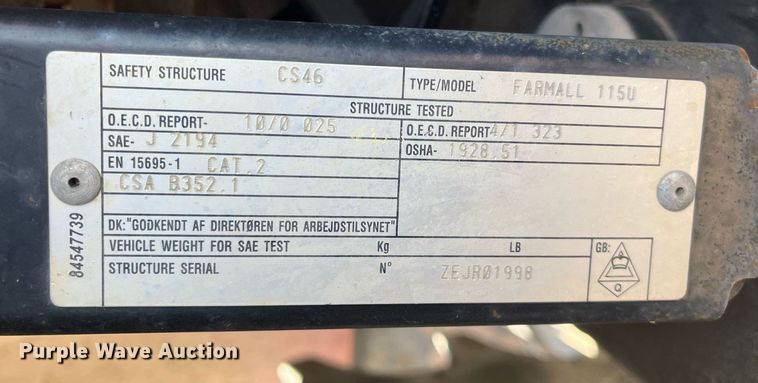 SAFETY STRUCTURE CS46 TYPE/MODEL FARMALL 115U
STRUCTURE TESTED
O.E.C.D. REPORT- 10/0 025 O.E.C.D. REPORT 4/1 323
SAE- J 2194 OSHA- 1928.51
EN 15695-1 CAT.2
CSA B352.1
DK:"GODKENDT AF DIREKTØREN FOR ARBEJDSTILSYNET"
VEHICLE WEIGHT FOR SAE TEST Kg LB GB:
STRUCTURE SERIAL N° ZEJR01998
Q
84547739
Purple Wave Auction